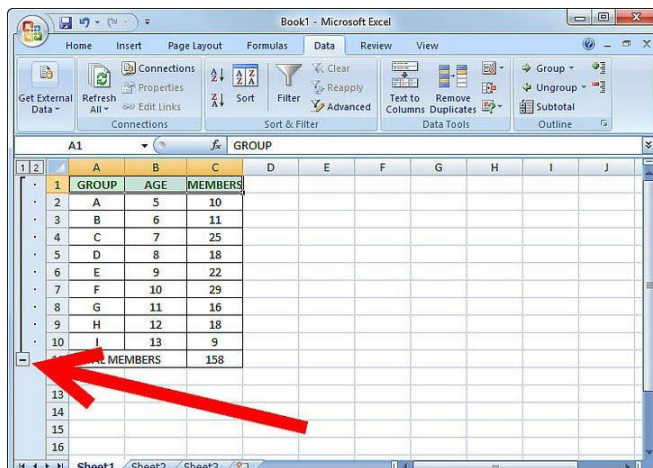 Book1 - Microsoft Excel
Home Insert Page Layout Formulas Data Review View
Get External Data
Refresh All
Connections
Properties
Edit Links
Connections
Sort
Filter
Clear
Reapply
Advanced
Sort & Filter
Text to Columns
Remove Duplicates
Data Tools
Group
Ungroup
Subtotal
Outline
A1 fx GROUP
1 2 A B C D E F G H I J
1 GROUP AGE MEMBERS
2 A 5 10
3 B 6 11
4 C 7 25
5 D 8 18
6 E 9 22
7 F 10 29
8 G 11 16
9 H 12 18
10 I 13 9
MEMBERS 158
13
14
15
16
Sheet1 Sheet2 Sheet3